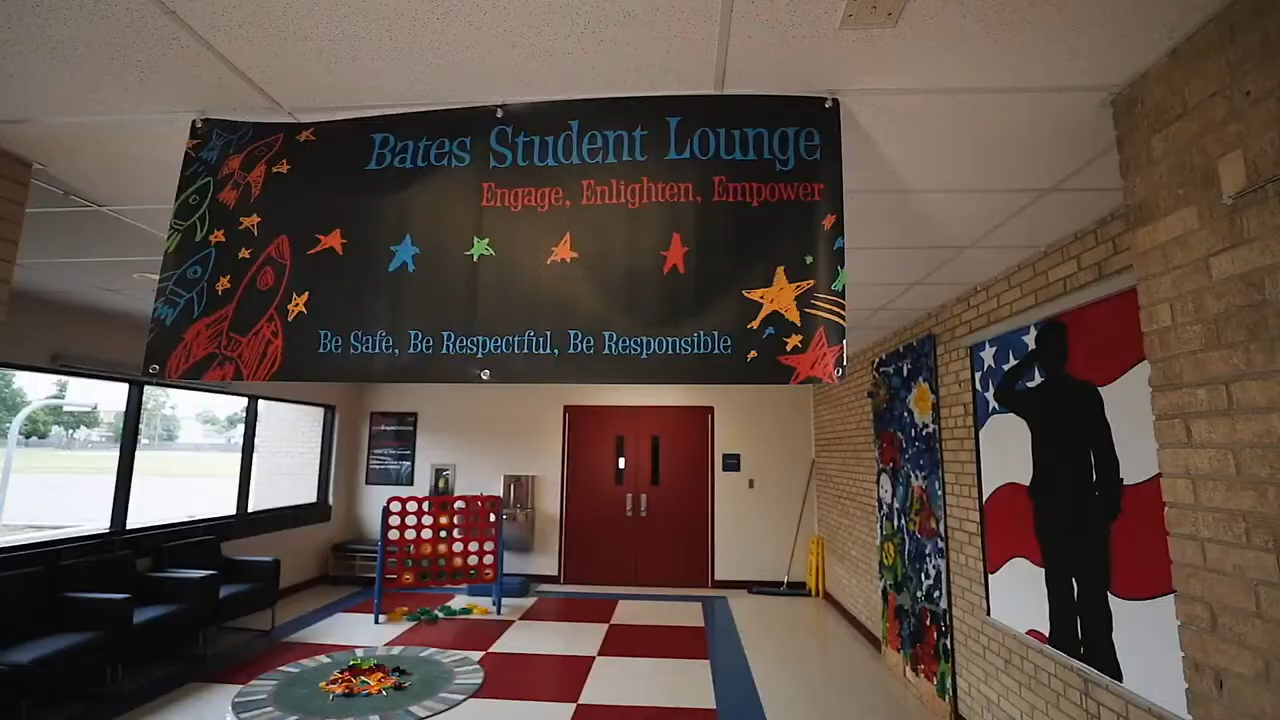 Bates Student Lounge
Engage, Enlighten, Empower
Be Safe, Be Respectful, Be Responsible